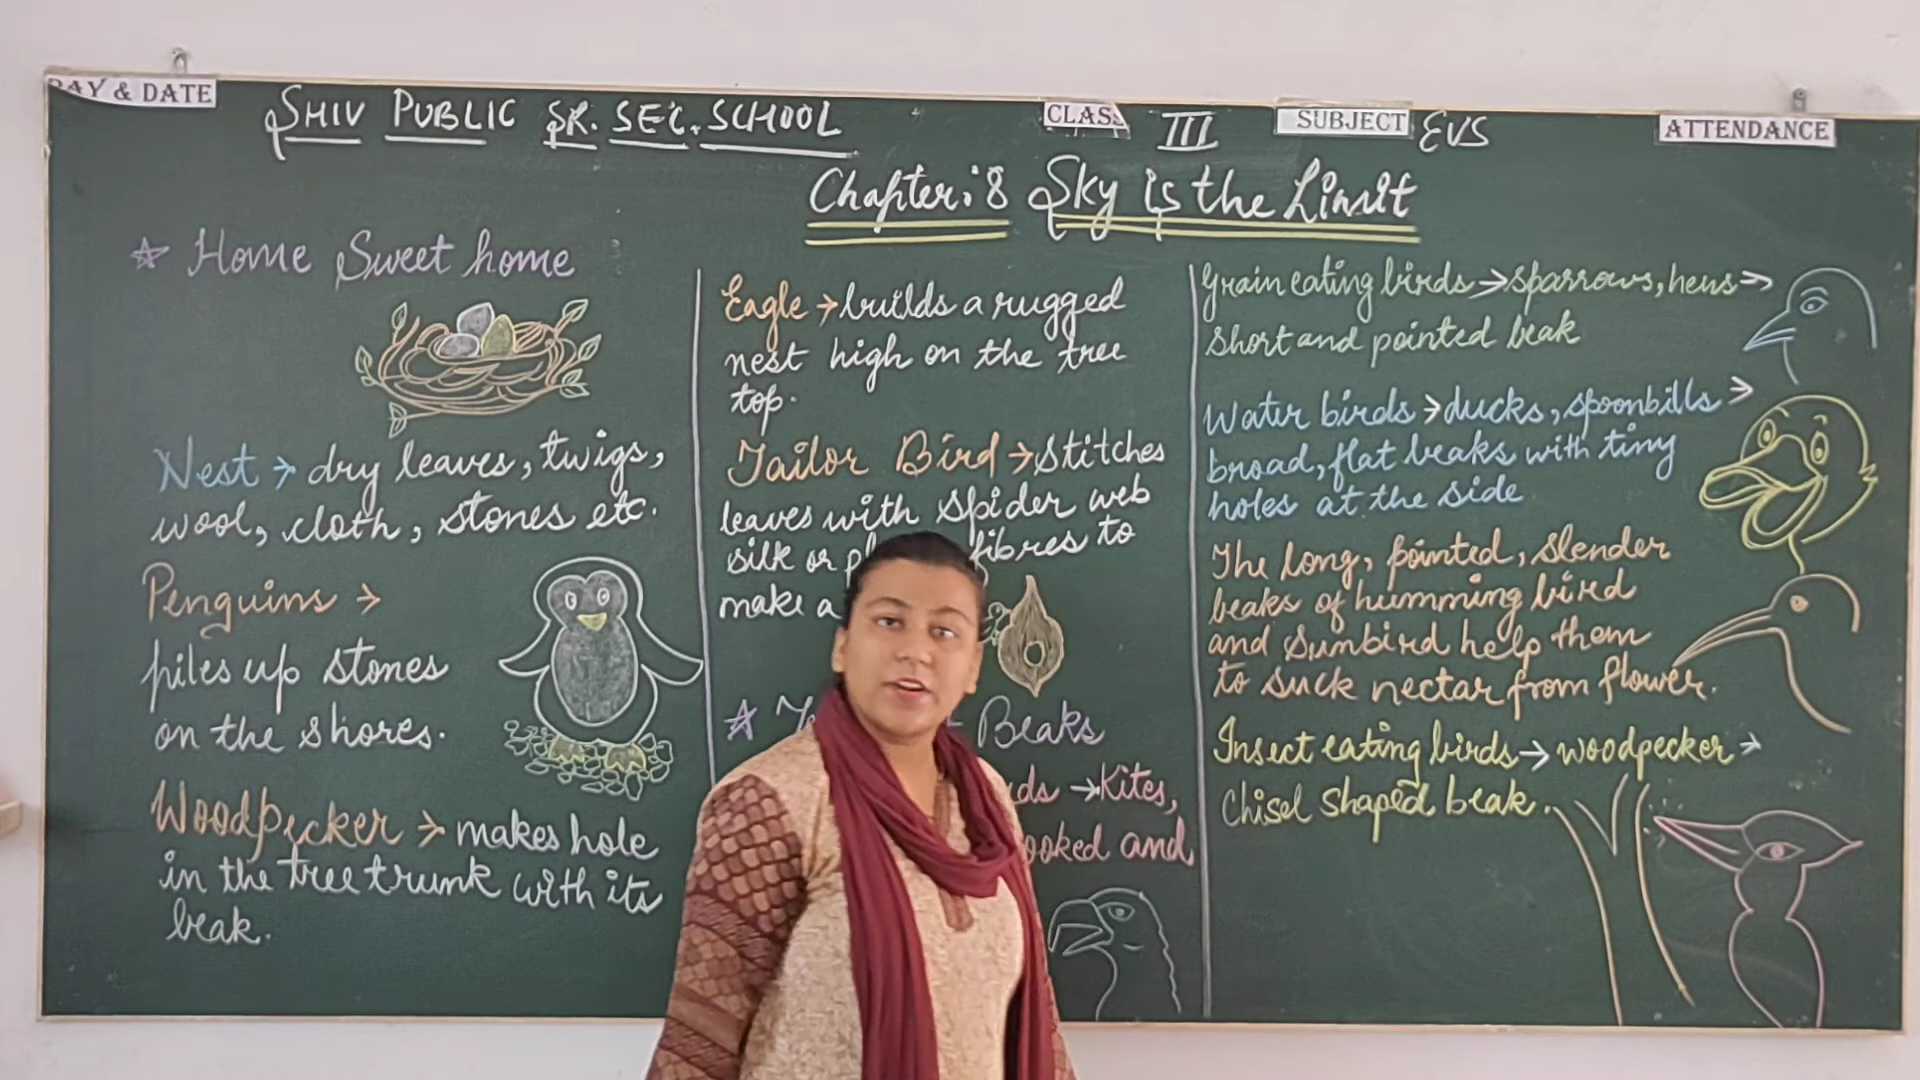 DAY & DATE
SHIV PUBLIC SR. SEC. SCHOOL
CLASS III
SUBJECT EVS
ATTENDANCE
Chapter:8 Sky is the Limit
☆ Home Sweet home
Nest → dry leaves, twigs,
wool, cloth, stones etc.
Penguins →
piles up stones
on the shores.
Woodpecker → makes hole
in the tree trunk with its
beak.
Eagle → builds a rugged
nest high on the tree
top.
Tailor Bird → stitches
leaves with spider web
silk or fibres to
make a
☆ Beaks
→ Kites,
and
Grain eating birds → sparrows, hens →
short and pointed beak
Water birds → ducks, spoonbills →
broad, flat beaks with tiny
holes at the side
The long, pointed, slender
beaks of humming bird
and sunbird help them
to suck nectar from flower.
Insect eating birds → woodpecker →
Chisel shaped beak.